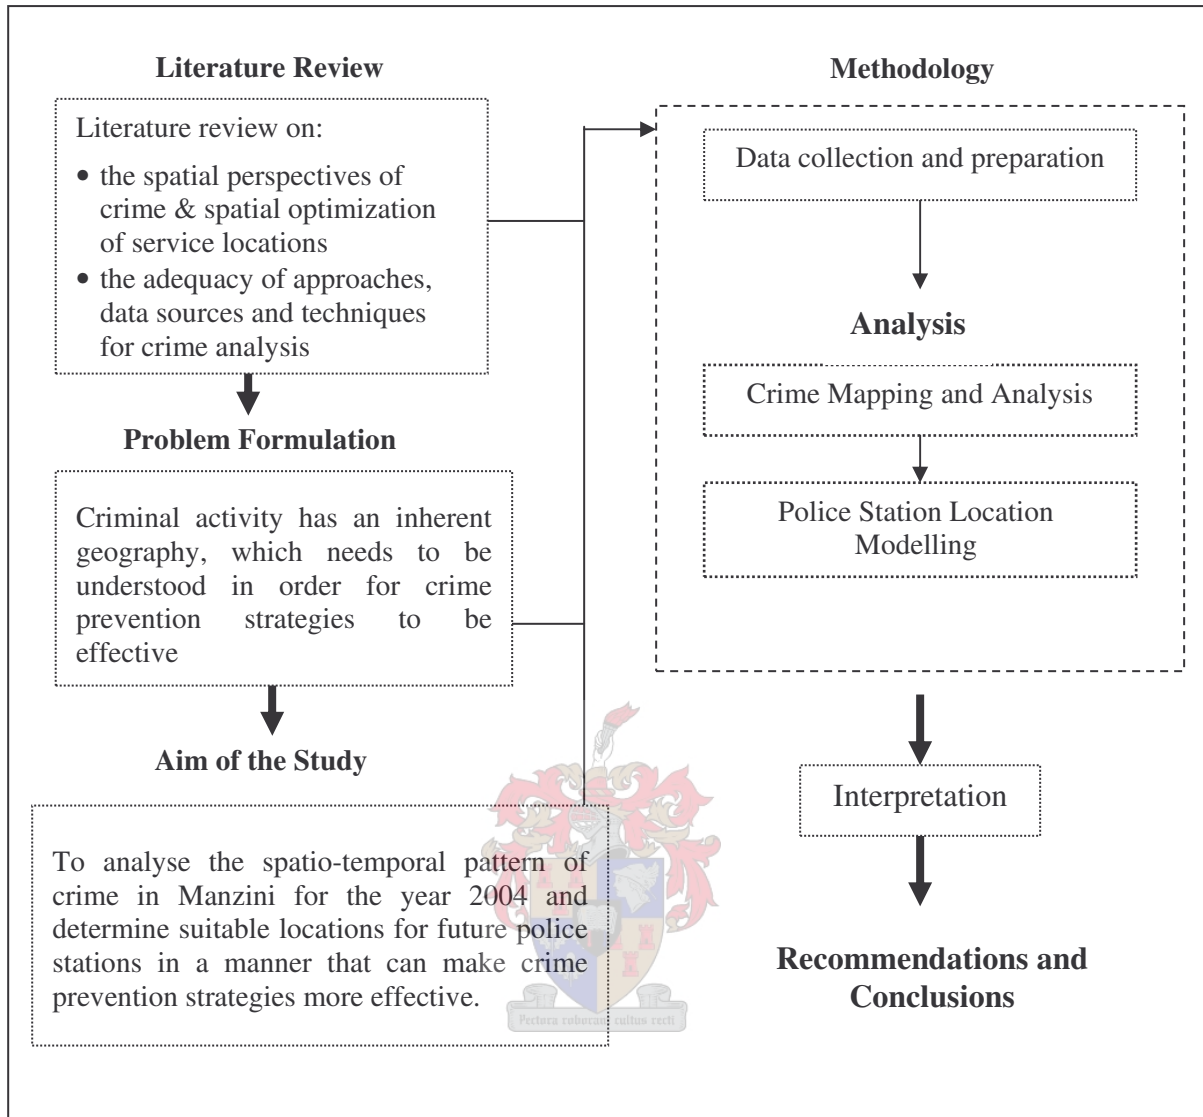 Literature Review
Literature review on:
• the spatial perspectives of
crime & spatial optimization
of service locations
• the adequacy of approaches,
data sources and techniques
for crime analysis
Problem Formulation
Criminal activity has an inherent
geography, which needs to be
understood in order for crime
prevention strategies to be
effective
Aim of the Study
To analyse the spatio-temporal pattern of
crime in Manzini for the year 2004 and
determine suitable locations for future police
stations in a manner that can make crime
prevention strategies more effective.
Pectora roborant cultus recti
Methodology
Data collection and preparation
Analysis
Crime Mapping and Analysis
Police Station Location
Modelling
Interpretation
Recommendations and
Conclusions